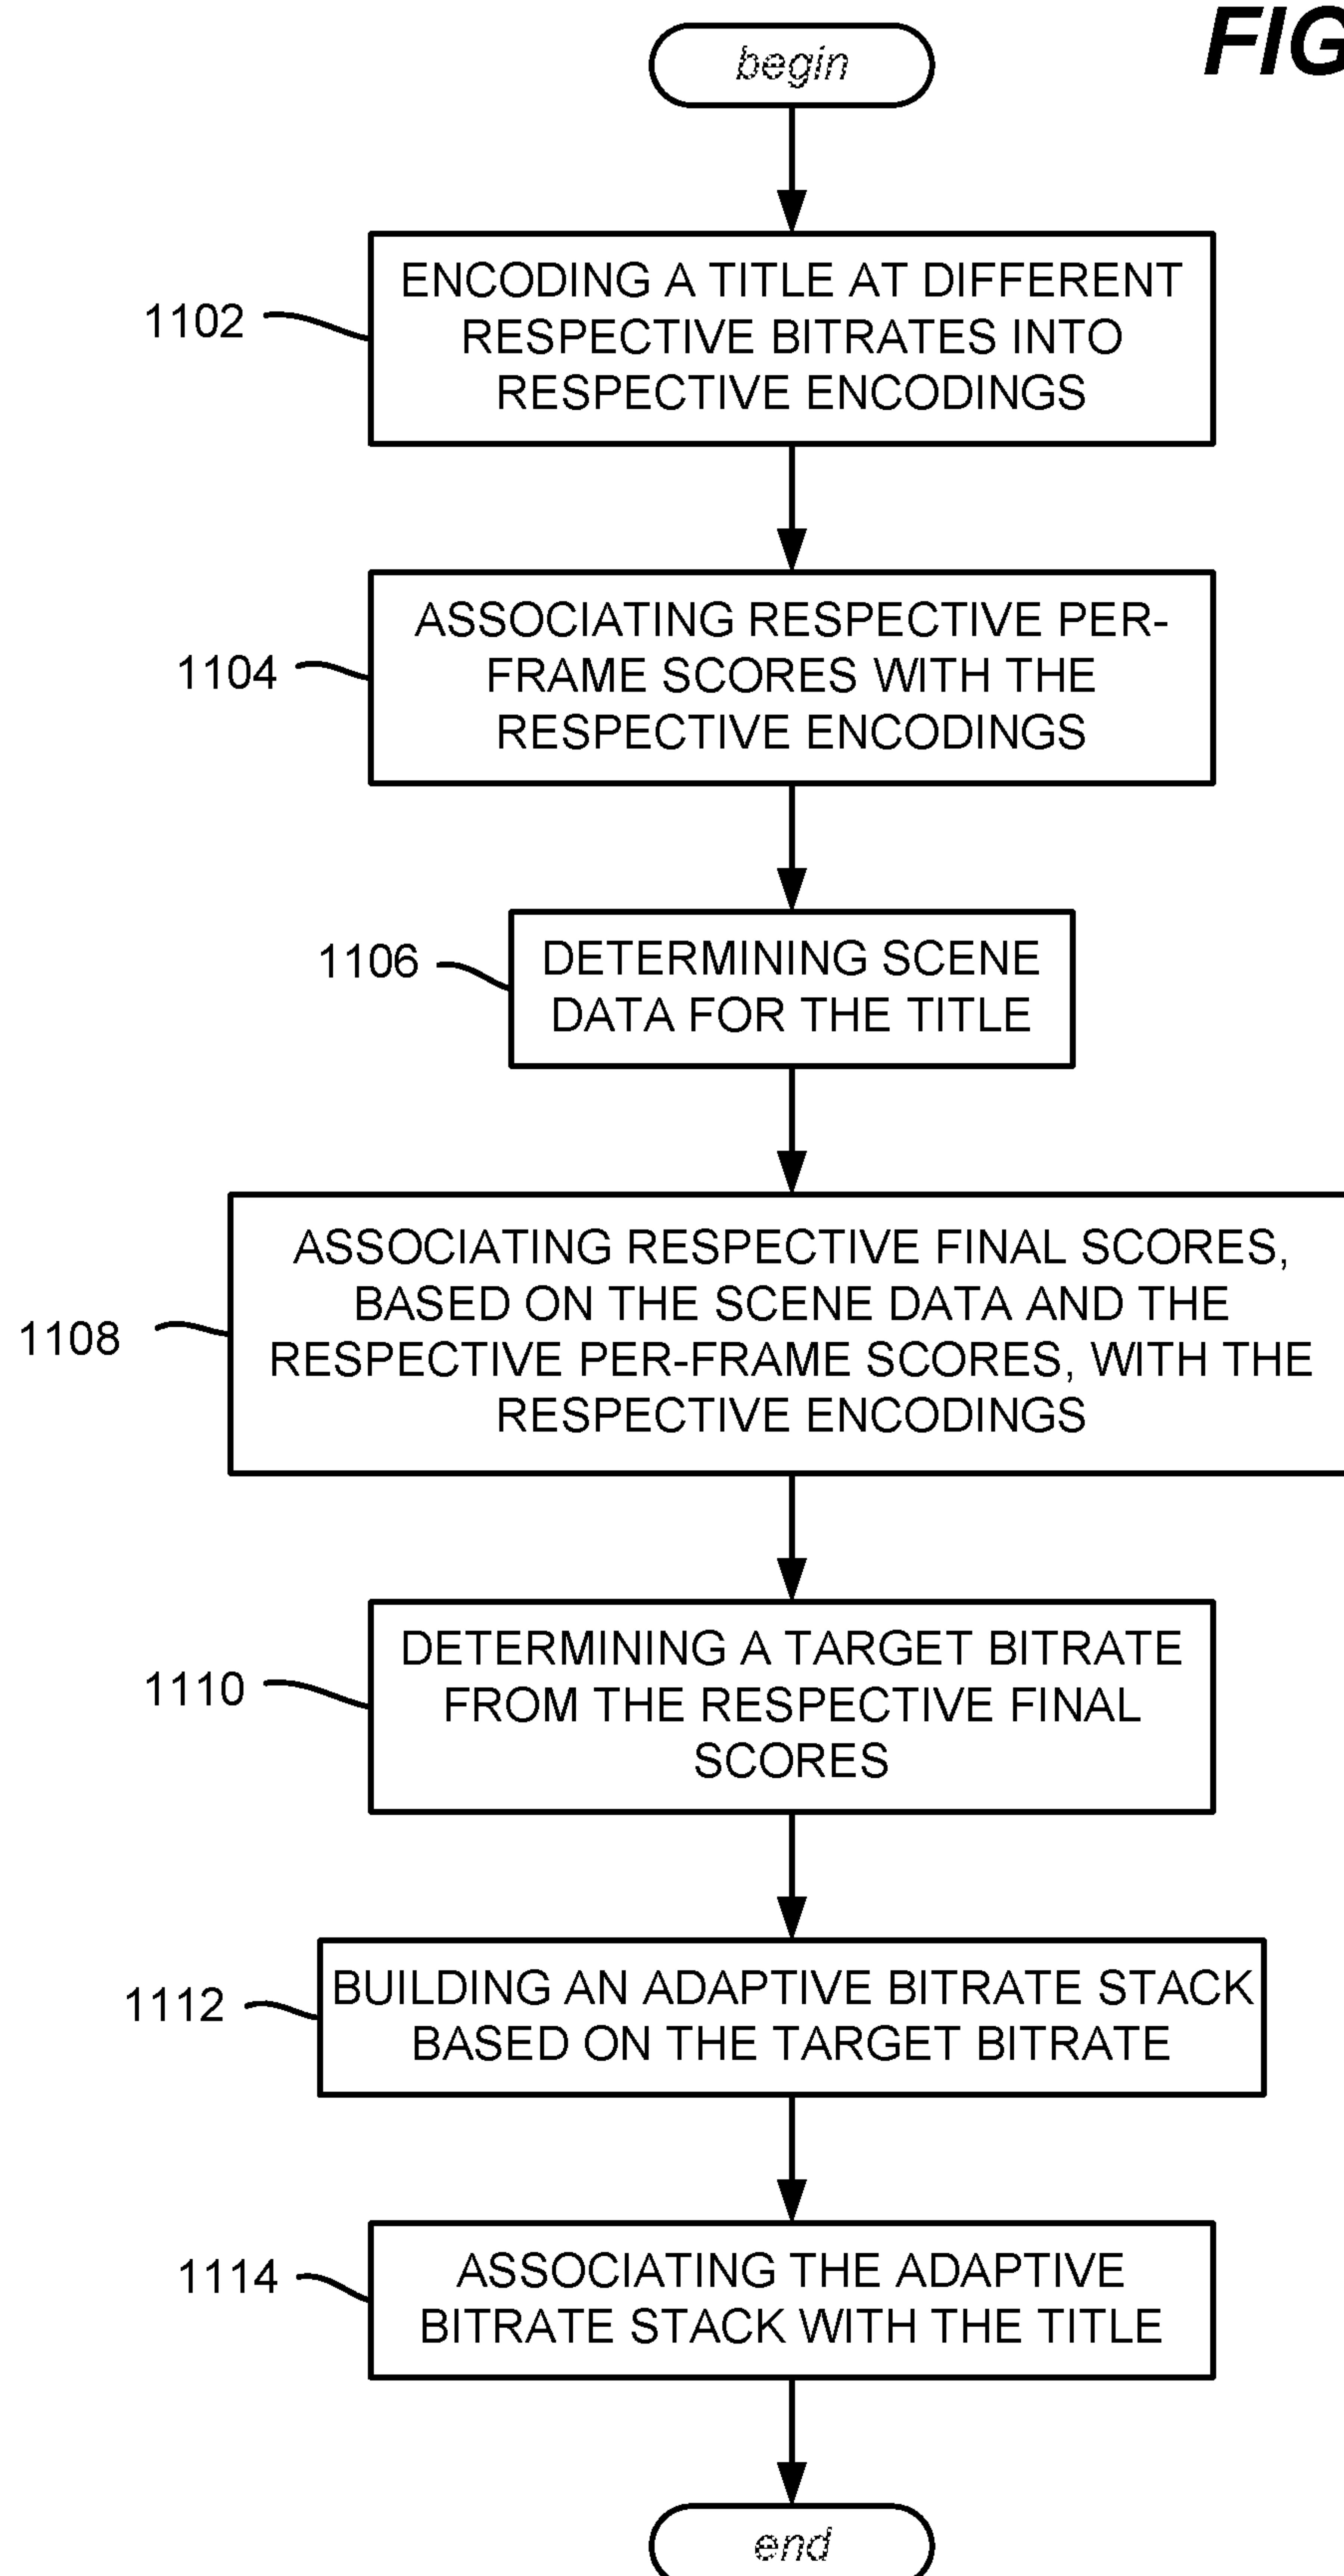 FIG
begin
1102
ENCODING A TITLE AT DIFFERENT
RESPECTIVE BITRATES INTO
RESPECTIVE ENCODINGS
1104
ASSOCIATING RESPECTIVE PER-
FRAME SCORES WITH THE
RESPECTIVE ENCODINGS
1106
DETERMINING SCENE
DATA FOR THE TITLE
1108
ASSOCIATING RESPECTIVE FINAL SCORES,
BASED ON THE SCENE DATA AND THE
RESPECTIVE PER-FRAME SCORES, WITH THE
RESPECTIVE ENCODINGS
1110
DETERMINING A TARGET BITRATE
FROM THE RESPECTIVE FINAL
SCORES
1112
BUILDING AN ADAPTIVE BITRATE STACK
BASED ON THE TARGET BITRATE
1114
ASSOCIATING THE ADAPTIVE
BITRATE STACK WITH THE TITLE
end